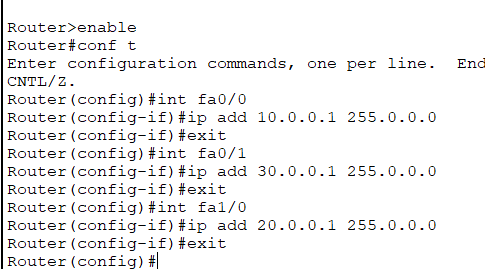 Router>enable
Router#conf t
Enter configuration commands, one per line.  End
CNTL/Z.
Router(config)#int fa0/0
Router(config-if)#ip add 10.0.0.1 255.0.0.0
Router(config-if)#exit
Router(config)#int fa0/1
Router(config-if)#ip add 30.0.0.1 255.0.0.0
Router(config-if)#exit
Router(config)#int fa1/0
Router(config-if)#ip add 20.0.0.1 255.0.0.0
Router(config-if)#exit
Router(config)#